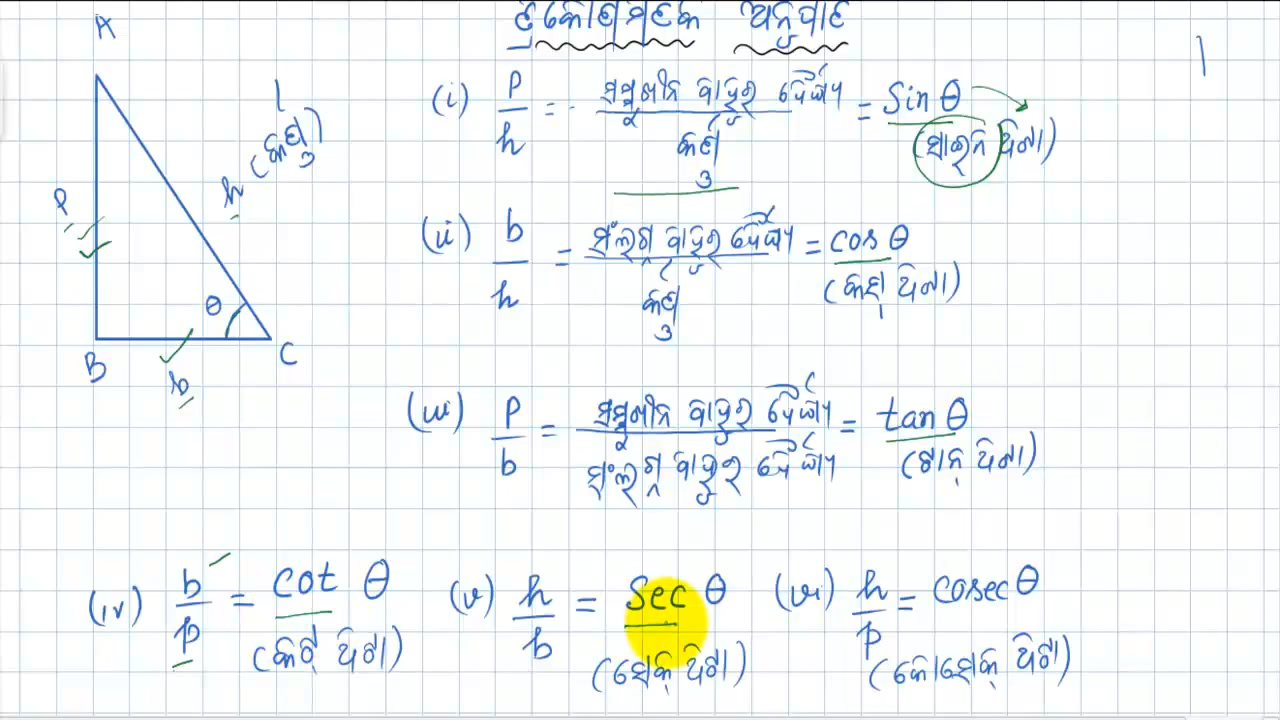 ତ୍ରିକୋଣମିତିକ ଅନୁପାତ
A
P
h (କର୍ଣ୍ଣ)
θ
B
b
C
(i) P/h = ସମ୍ମୁଖୀନ ବାହୁର ଦୈର୍ଘ୍ୟ / କର୍ଣ୍ଣ = Sin θ
(ସାଇନ୍ ଥିଟା)
(ii) b/h = ସଂଲଗ୍ନ ବାହୁର ଦୈର୍ଘ୍ୟ / କର୍ଣ୍ଣ = cos θ
(କସ୍ ଥିଟା)
(iii) P/b = ସମ୍ମୁଖୀନ ବାହୁର ଦୈର୍ଘ୍ୟ / ସଂଲଗ୍ନ ବାହୁର ଦୈର୍ଘ୍ୟ = tan θ
(ଟାନ୍ ଥିଟା)
(iv) b/p = cot θ (v) h/b = Sec θ (vi) h/p = cosec θ
(କଟ୍ ଥିଟା) (ସେକ୍ ଥିଟା) (କୋସେକ୍ ଥିଟା)